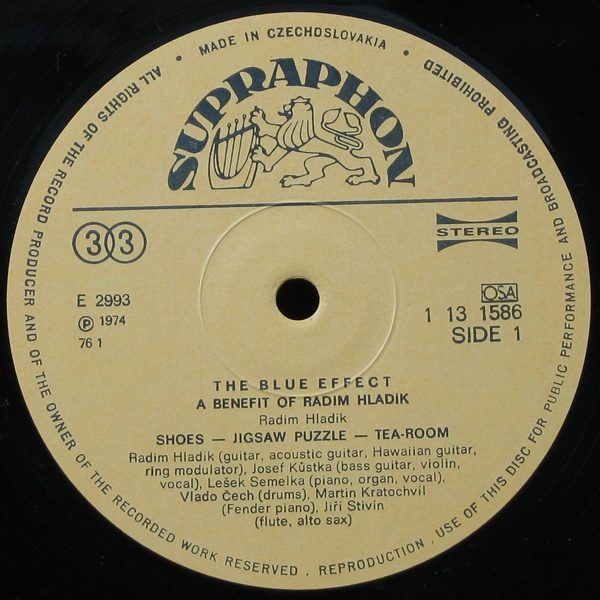 MADE IN CZECHOSLOVAKIA
ALL RIGHTS OF THE RECORD PRODUCER AND OF THE OWNER OF THE RECORDED WORK RESERVED . REPRODUCTION . USE OF THIS DISC FOR PUBLIC PERFORMANCE AND BROADCASTING PROHIBITED
SUPRAPHON
33
STEREO
E 2993
Ⓟ 1974
76 1
OSA
1 13 1586
SIDE 1
THE BLUE EFFECT
A BENEFIT OF RADIM HLADÍK
Radim Hladík
SHOES — JIGSAW PUZZLE — TEA-ROOM
Radim Hladík (guitar, acoustic guitar, Hawaiian guitar,
ring modulator), Josef Kůstka (bass guitar, violin,
vocal), Lešek Semelka (piano, organ, vocal),
Vlado Čech (drums), Martin Kratochvíl
(Fender piano), Jiří Stivín
(flute, alto sax)